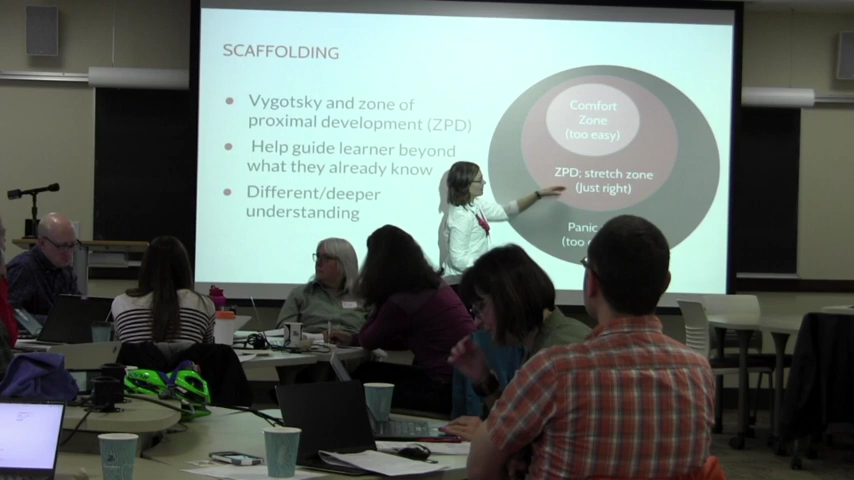 SCAFFOLDING
• Vygotsky and zone of
proximal development (ZPD)
• Help guide learner beyond
what they already know
• Different/deeper
understanding
Comfort
Zone
(too easy)
ZPD; stretch zone
(Just right)
Panic
(too